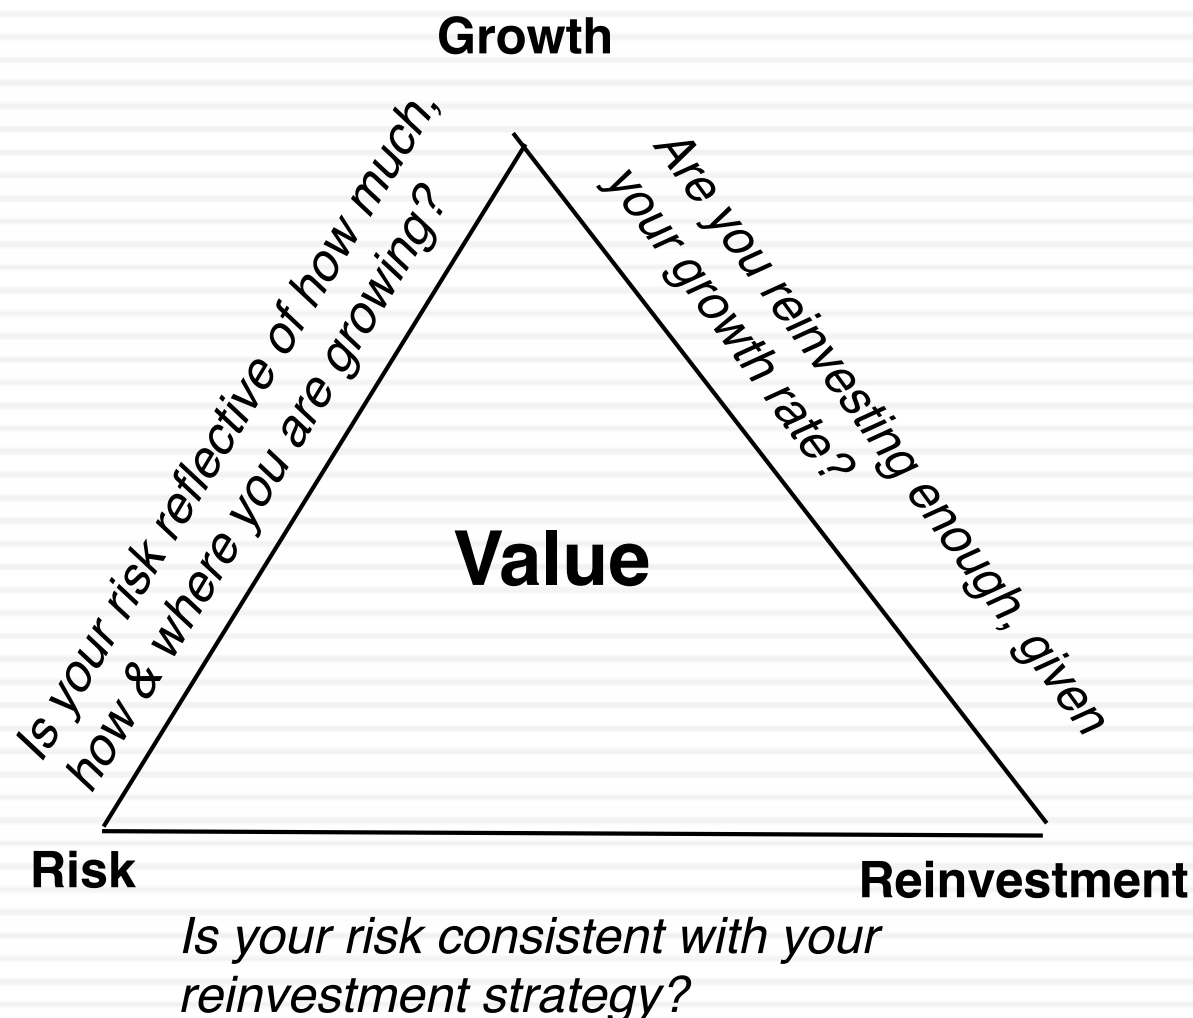 Growth
Is your risk reflective of how much,
how & where you are growing?
Are you reinvesting enough, given
your growth rate?
Value
Risk
Reinvestment
Is your risk consistent with your
reinvestment strategy?